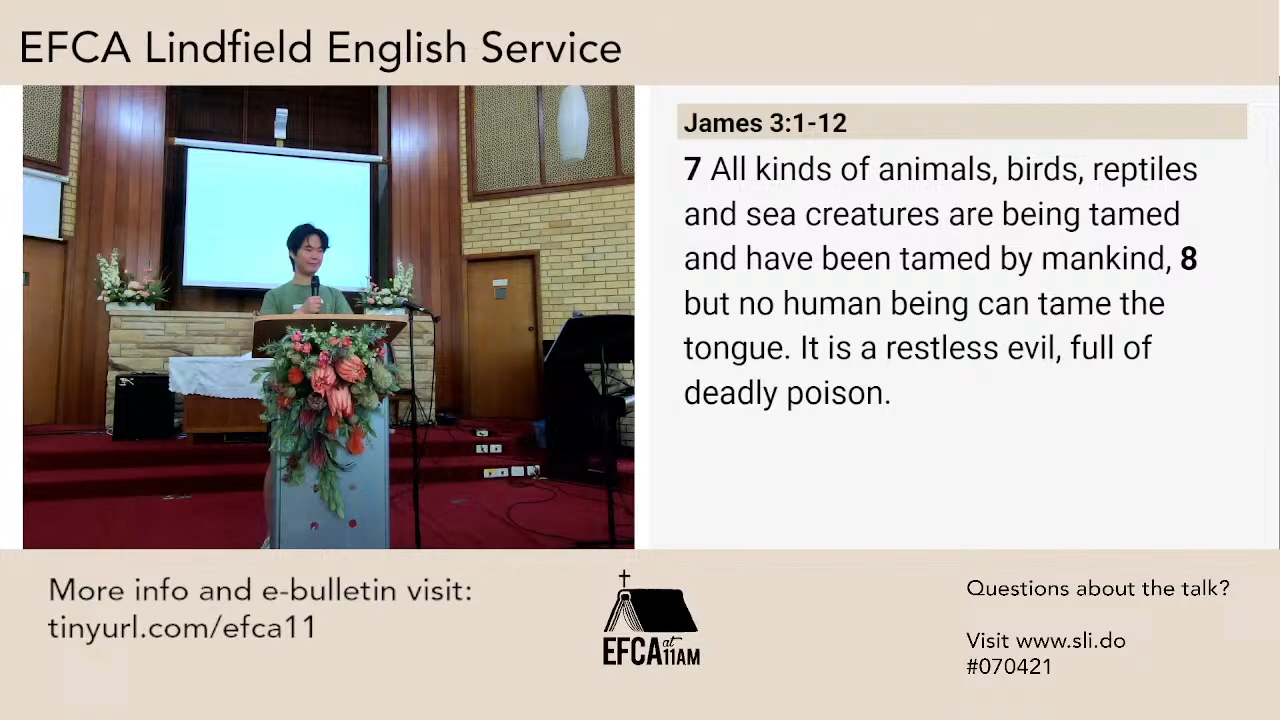 EFCA Lindfield English Service
James 3:1-12
7 All kinds of animals, birds, reptiles
and sea creatures are being tamed
and have been tamed by mankind, 8
but no human being can tame the
tongue. It is a restless evil, full of
deadly poison.
More info and e-bulletin visit:
tinyurl.com/efca11
EFCA at 11AM
Questions about the talk?
Visit www.sli.do
#070421